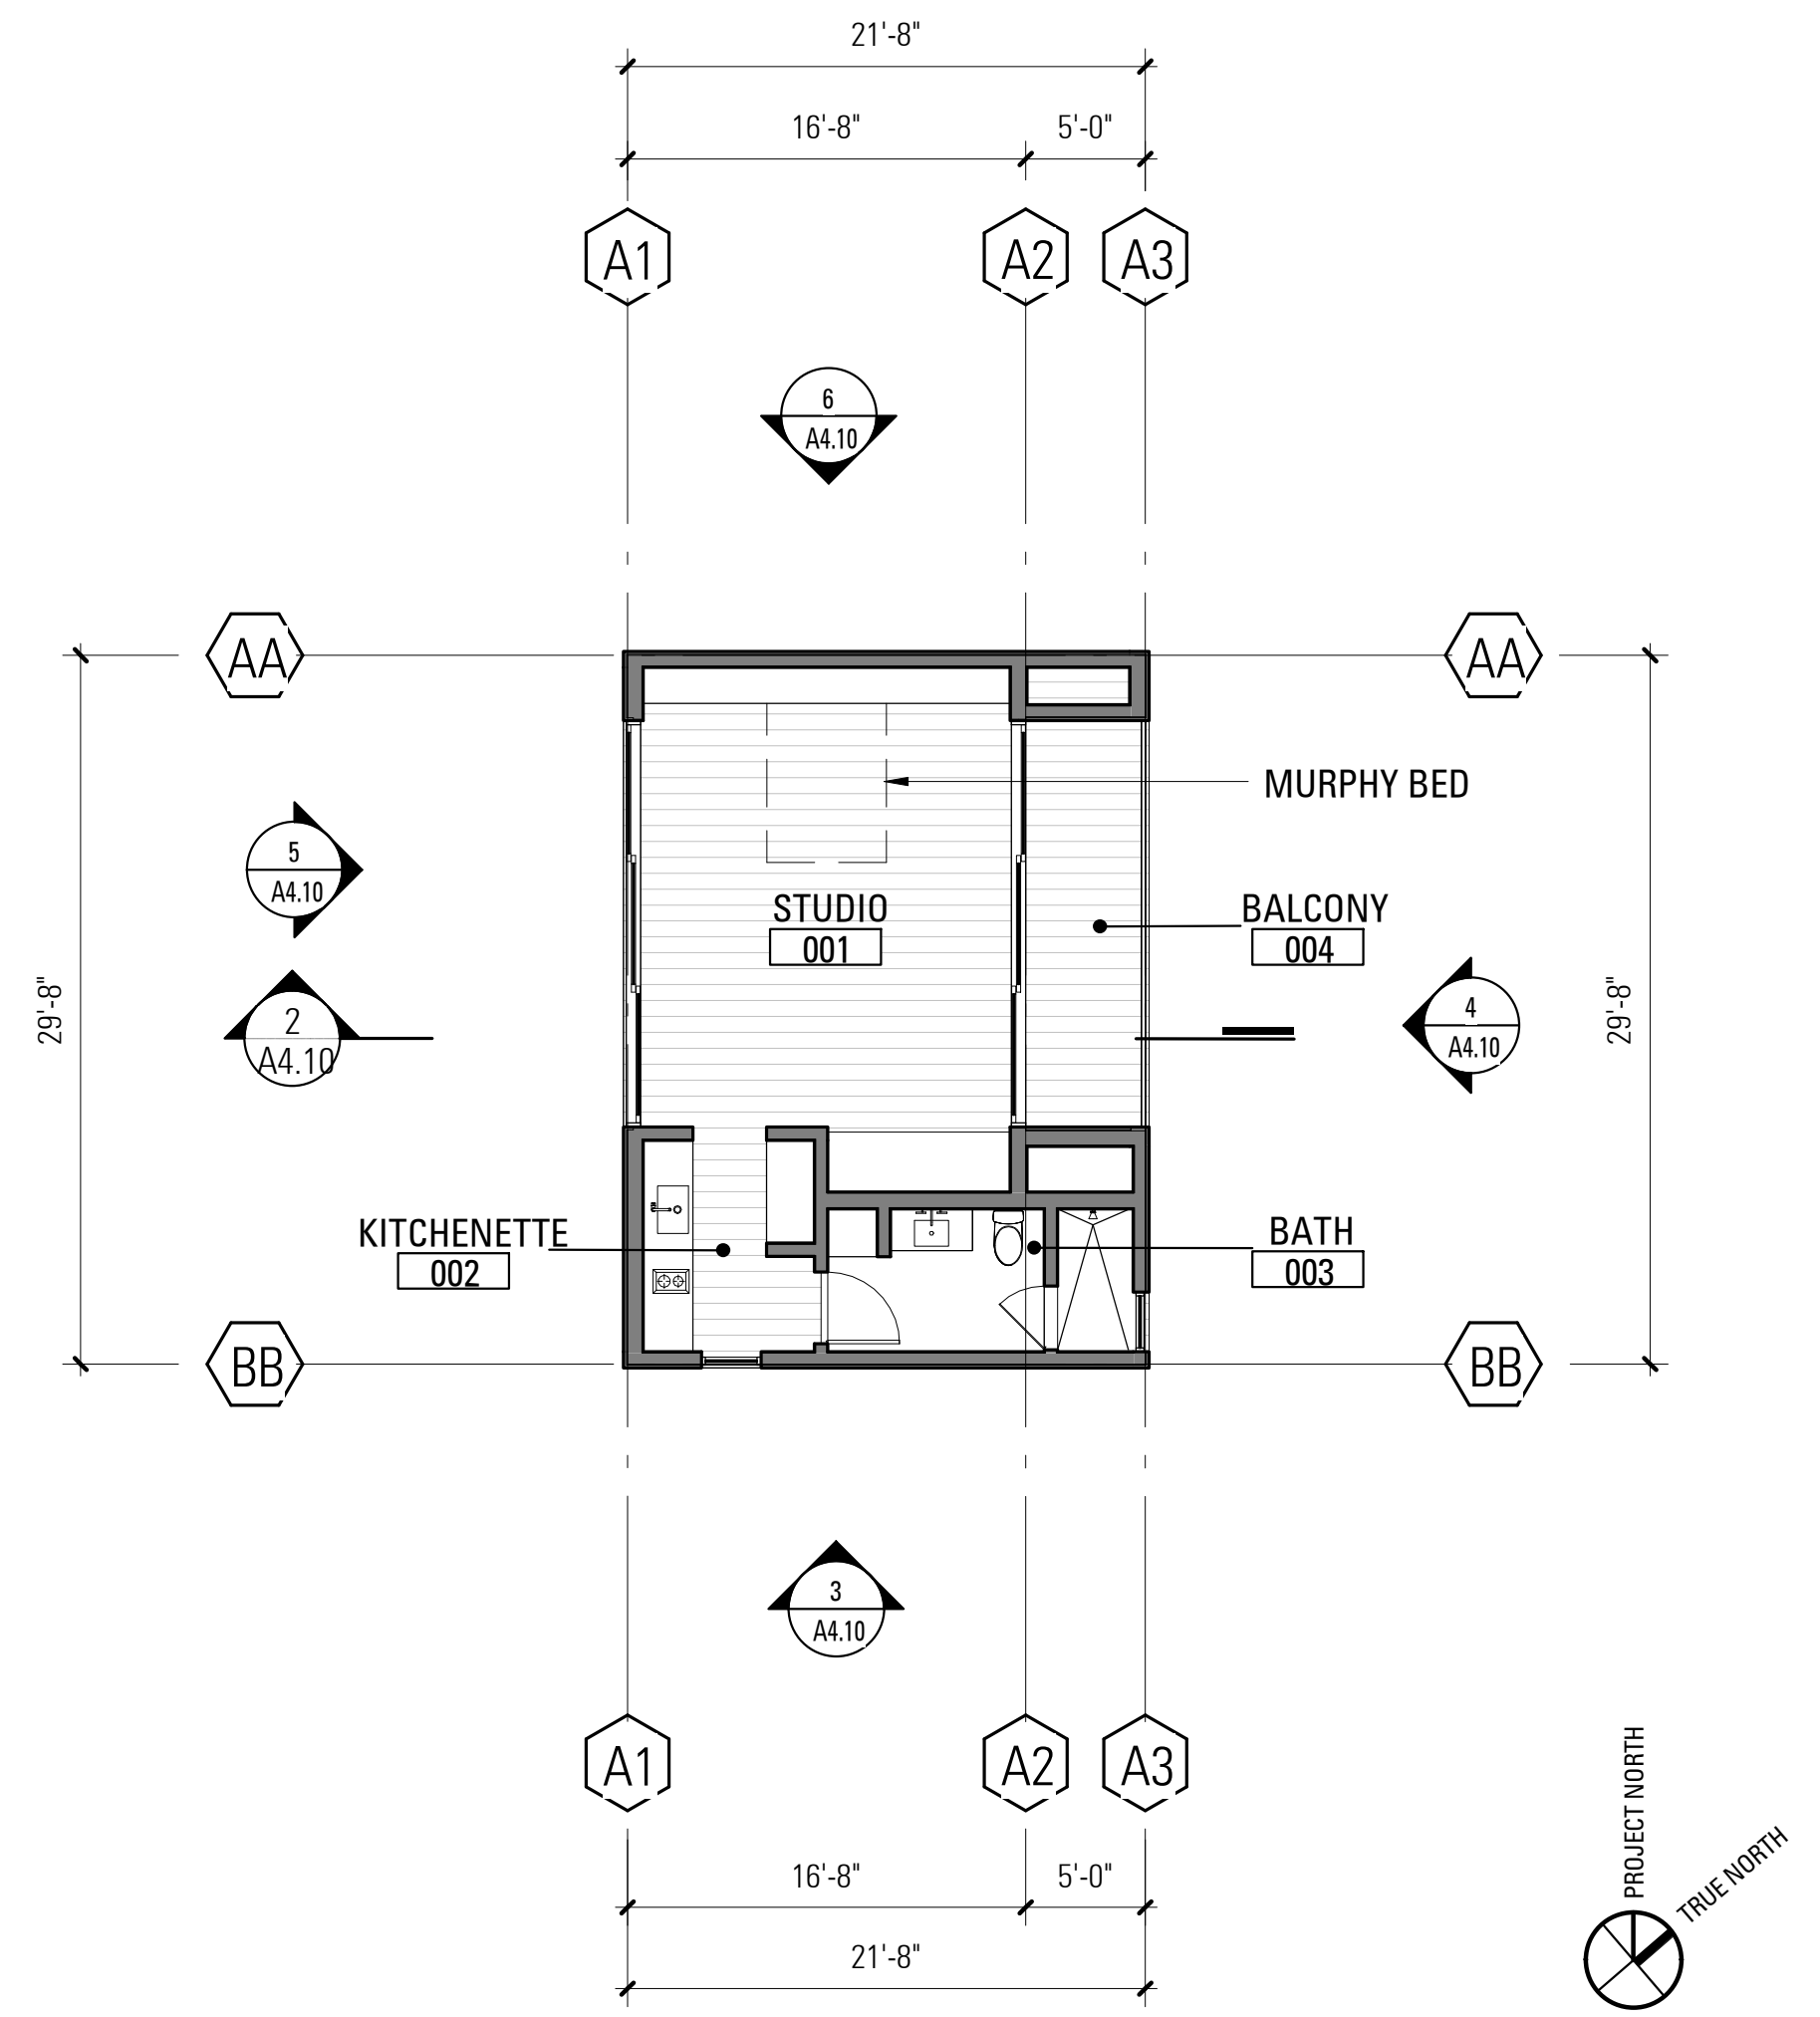 21'-8"
16'-8" 5'-0"
A1 A2 A3
6
A4.10
AA AA
MURPHY BED
5
A4.10
STUDIO
001
BALCONY
004
29'-8"
2
A4.10
4
A4.10
29'-8"
KITCHENETTE
002
BATH
003
BB BB
3
A4.10
A1 A2 A3
PROJECT NORTH
TRUE NORTH
16'-8" 5'-0"
21'-8"